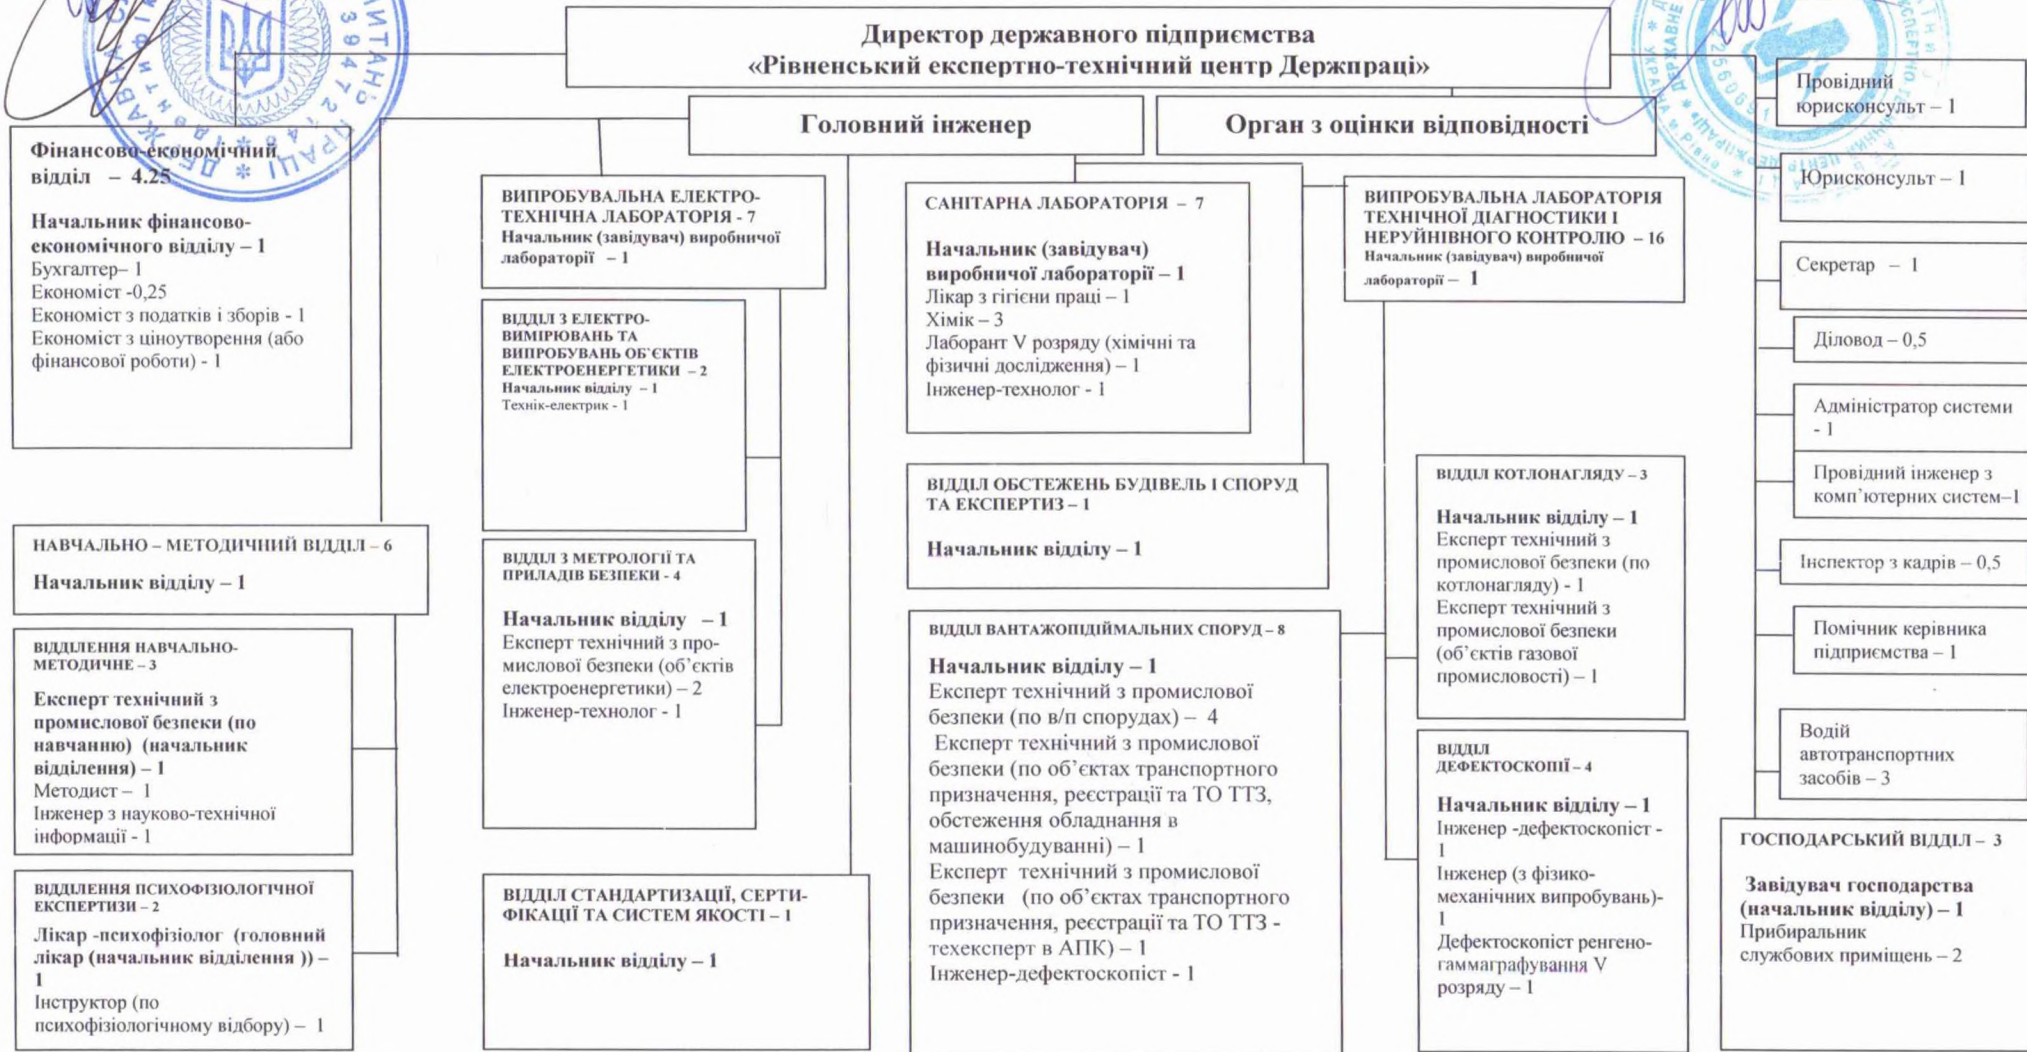 Директор державного підприємства
«Рівненський експертно-технічний центр Держпраці»
Головний інженер
Орган з оцінки відповідності
Фінансово-економічний
відділ – 4.25
Начальник фінансово-
економічного відділу – 1
Бухгалтер– 1
Економіст -0,25
Економіст з податків і зборів - 1
Економіст з ціноутворення (або
фінансової роботи) - 1
НАВЧАЛЬНО – МЕТОДИЧНИЙ ВІДДІЛ – 6
Начальник відділу – 1
ВІДДІЛЕННЯ НАВЧАЛЬНО-
МЕТОДИЧНЕ – 3
Експерт технічний з
промислової безпеки (по
навчанню) (начальник
відділення) – 1
Методист – 1
Інженер з науково-технічної
інформації - 1
ВІДДІЛЕННЯ ПСИХОФІЗІОЛОГІЧНОЇ
ЕКСПЕРТИЗИ – 2
Лікар -психофізіолог (головний
лікар (начальник відділення )) –
1
Інструктор (по
психофізіологічному відбору) – 1
ВИПРОБУВАЛЬНА ЕЛЕКТРО-
ТЕХНІЧНА ЛАБОРАТОРІЯ - 7
Начальник (завідувач) виробничої
лабораторії – 1
ВІДДІЛ З ЕЛЕКТРО-
ВИМІРЮВАНЬ ТА
ВИПРОБУВАНЬ ОБ`ЄКТІВ
ЕЛЕКТРОЕНЕРГЕТИКИ – 2
Начальник відділу – 1
Технік-електрик - 1
ВІДДІЛ З МЕТРОЛОГІЇ ТА
ПРИЛАДІВ БЕЗПЕКИ - 4
Начальник відділу – 1
Експерт технічний з про-
мислової безпеки (об’єктів
електроенергетики) – 2
Інженер-технолог - 1
ВІДДІЛ СТАНДАРТИЗАЦІЇ, СЕРТИ-
ФІКАЦІЇ ТА СИСТЕМ ЯКОСТІ – 1
Начальник відділу – 1
САНІТАРНА ЛАБОРАТОРІЯ – 7
Начальник (завідувач)
виробничої лабораторії – 1
Лікар з гігієни праці – 1
Хімік – 3
Лаборант V розряду (хімічні та
фізичні дослідження) – 1
Інженер-технолог - 1
ВІДДІЛ ОБСТЕЖЕНЬ БУДІВЕЛЬ І СПОРУД
ТА ЕКСПЕРТИЗ – 1
Начальник відділу – 1
ВІДДІЛ ВАНТАЖОПІДІЙМАЛЬНИХ СПОРУД – 8
Начальник відділу – 1
Експерт технічний з промислової
безпеки (по в/п спорудах) – 4
Експерт технічний з промислової
безпеки (по об’єктах транспортного
призначення, реєстрації та ТО ТТЗ,
обстеження обладнання в
машинобудуванні) – 1
Експерт технічний з промислової
безпеки (по об’єктах транспортного
призначення, реєстрації та ТО ТТЗ -
техексперт в АПК) – 1
Інженер-дефектоскопіст - 1
ВИПРОБУВАЛЬНА ЛАБОРАТОРІЯ
ТЕХНІЧНОЇ ДІАГНОСТИКИ І
НЕРУЙНІВНОГО КОНТРОЛЮ – 16
Начальник (завідувач) виробничої
лабораторії – 1
ВІДДІЛ КОТЛОНАГЛЯДУ – 3
Начальник відділу – 1
Експерт технічний з
промислової безпеки (по
котлонагляду) - 1
Експерт технічний з
промислової безпеки
(об’єктів газової
промисловості) – 1
ВІДДІЛ
ДЕФЕКТОСКОПІЇ – 4
Начальник відділу – 1
Інженер -дефектоскопіст -
1
Інженер (з фізико-
механічних випробувань)-
1
Дефектоскопіст ренгено-
гаммаграфування V
розряду – 1
Провідний
юрисконсульт – 1
Юрисконсульт – 1
Секретар – 1
Діловод – 0,5
Адміністратор системи
- 1
Провідний інженер з
комп’ютерних систем–1
Інспектор з кадрів – 0,5
Помічник керівника
підприємства – 1
Водій
автотранспортних
засобів – 3
ГОСПОДАРСЬКИЙ ВІДДІЛ – 3
Завідувач господарства
(начальник відділу) – 1
Прибиральник
службових приміщень – 2